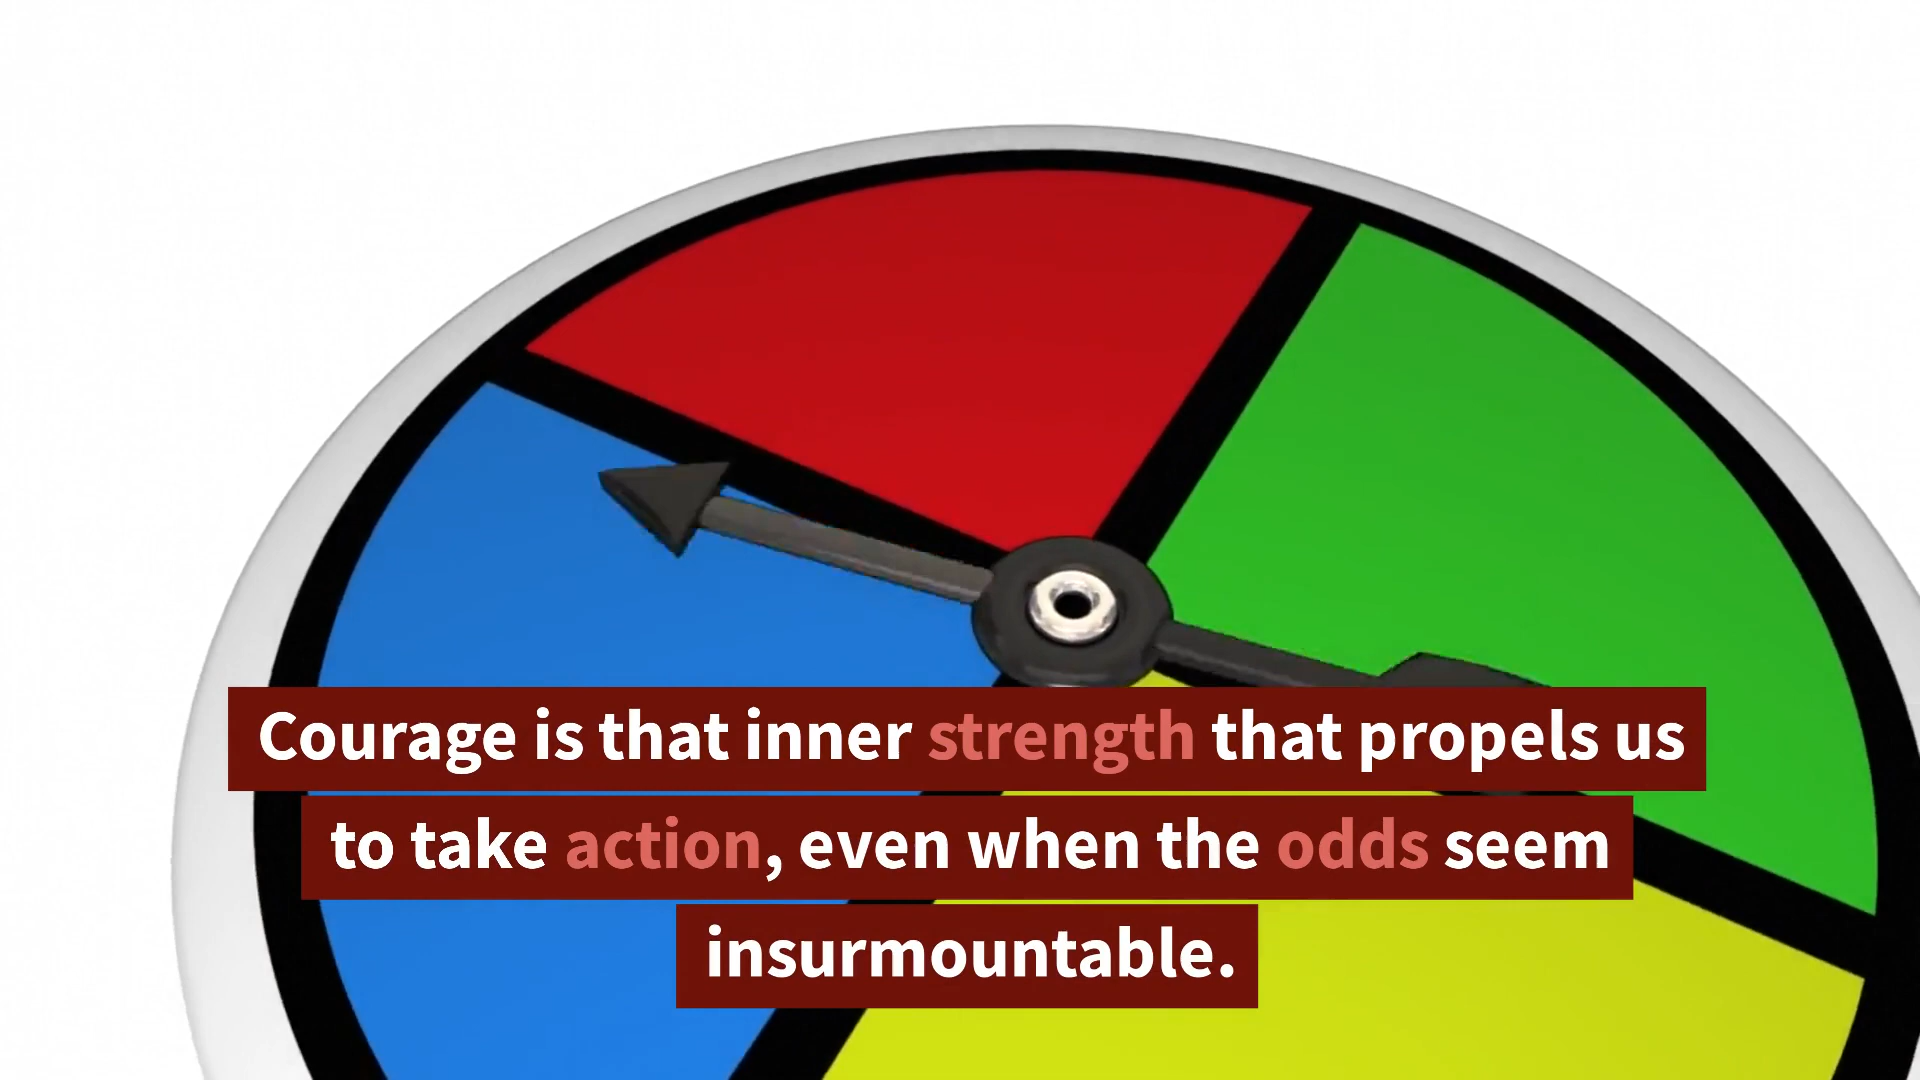 Courage is that inner strength that propels us
to take action, even when the odds seem
insurmountable.